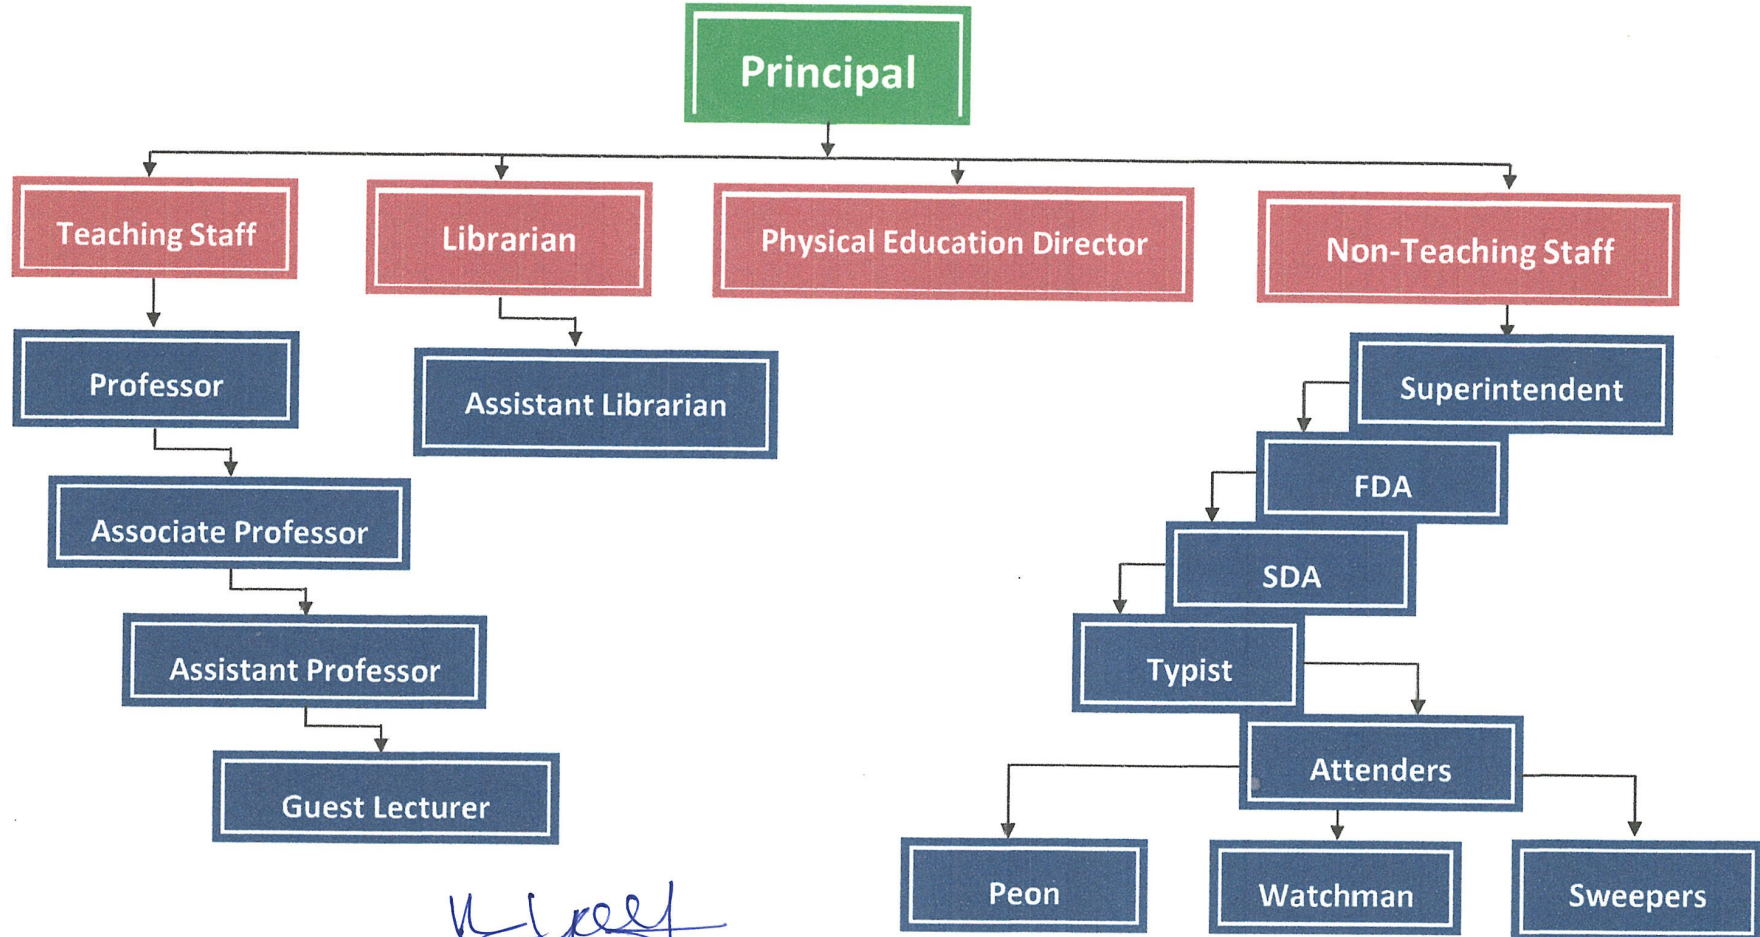 Principal
Teaching Staff
Librarian
Physical Education Director
Non-Teaching Staff
Professor
Assistant Librarian
Superintendent
FDA
Associate Professor
SDA
Assistant Professor
Typist
Attenders
Guest Lecturer
Peon
Watchman
Sweepers